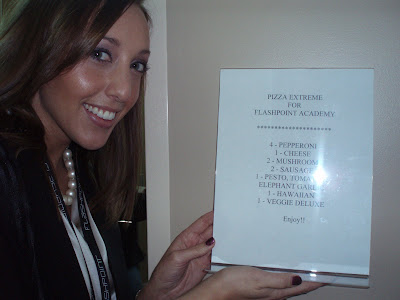 PIZZA EXTREME
FOR
FLASHPOINT ACADEMY
********************
4 - PEPPERONI
1 - CHEESE
2 - MUSHROOM
2 - SAUSAGE
1 - PESTO,
ELEPHANT
1 - HAWAIIAN
1 - VEGGIE DELUXE
Enjoy!!